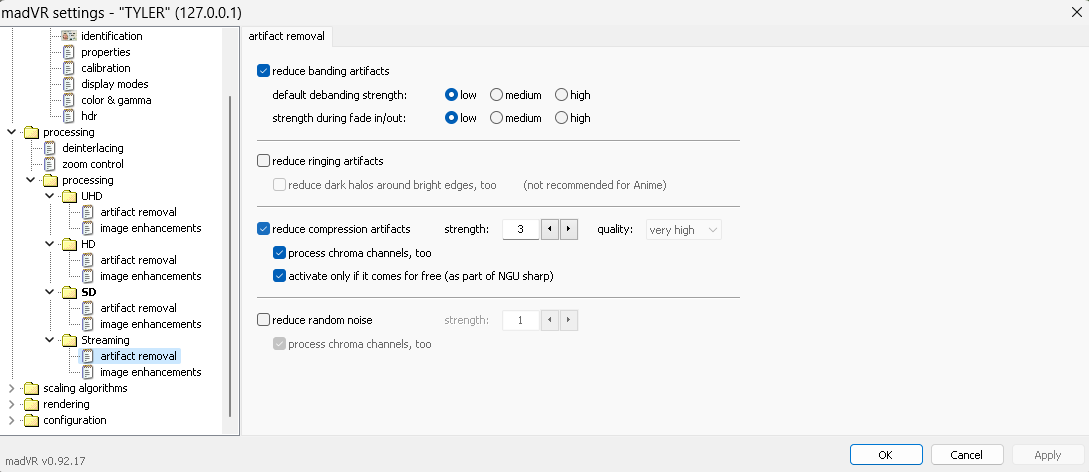 madVR settings - "TYLER" (127.0.0.1)
identification
properties
calibration
display modes
color & gamma
hdr
processing
deinterlacing
zoom control
processing
UHD
artifact removal
image enhancements
HD
artifact removal
image enhancements
SD
artifact removal
image enhancements
Streaming
artifact removal
image enhancements
scaling algorithms
rendering
configuration
artifact removal
reduce banding artifacts
default debanding strength: low medium high
strength during fade in/out: low medium high
reduce ringing artifacts
reduce dark halos around bright edges, too (not recommended for Anime)
reduce compression artifacts strength: 3 quality: very high
process chroma channels, too
activate only if it comes for free (as part of NGU sharp)
reduce random noise strength: 1
process chroma channels, too
madVR v0.92.17
OK Cancel Apply